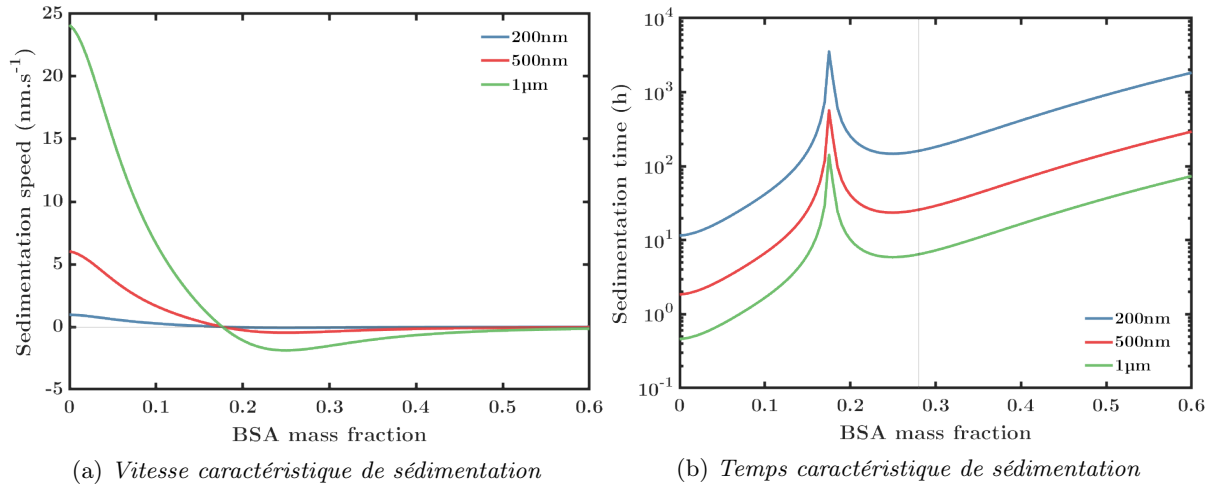 Sedimentation speed (nm.s⁻¹)
25
20
15
10
5
0
-5
0
0.1
0.2
0.3
0.4
0.5
0.6
BSA mass fraction
200nm
500nm
1µm
(a) Vitesse caractéristique de sédimentation
Sedimentation time (h)
10⁴
10³
10²
10¹
10⁰
10⁻¹
0
0.1
0.2
0.3
0.4
0.5
0.6
BSA mass fraction
200nm
500nm
1µm
(b) Temps caractéristique de sédimentation